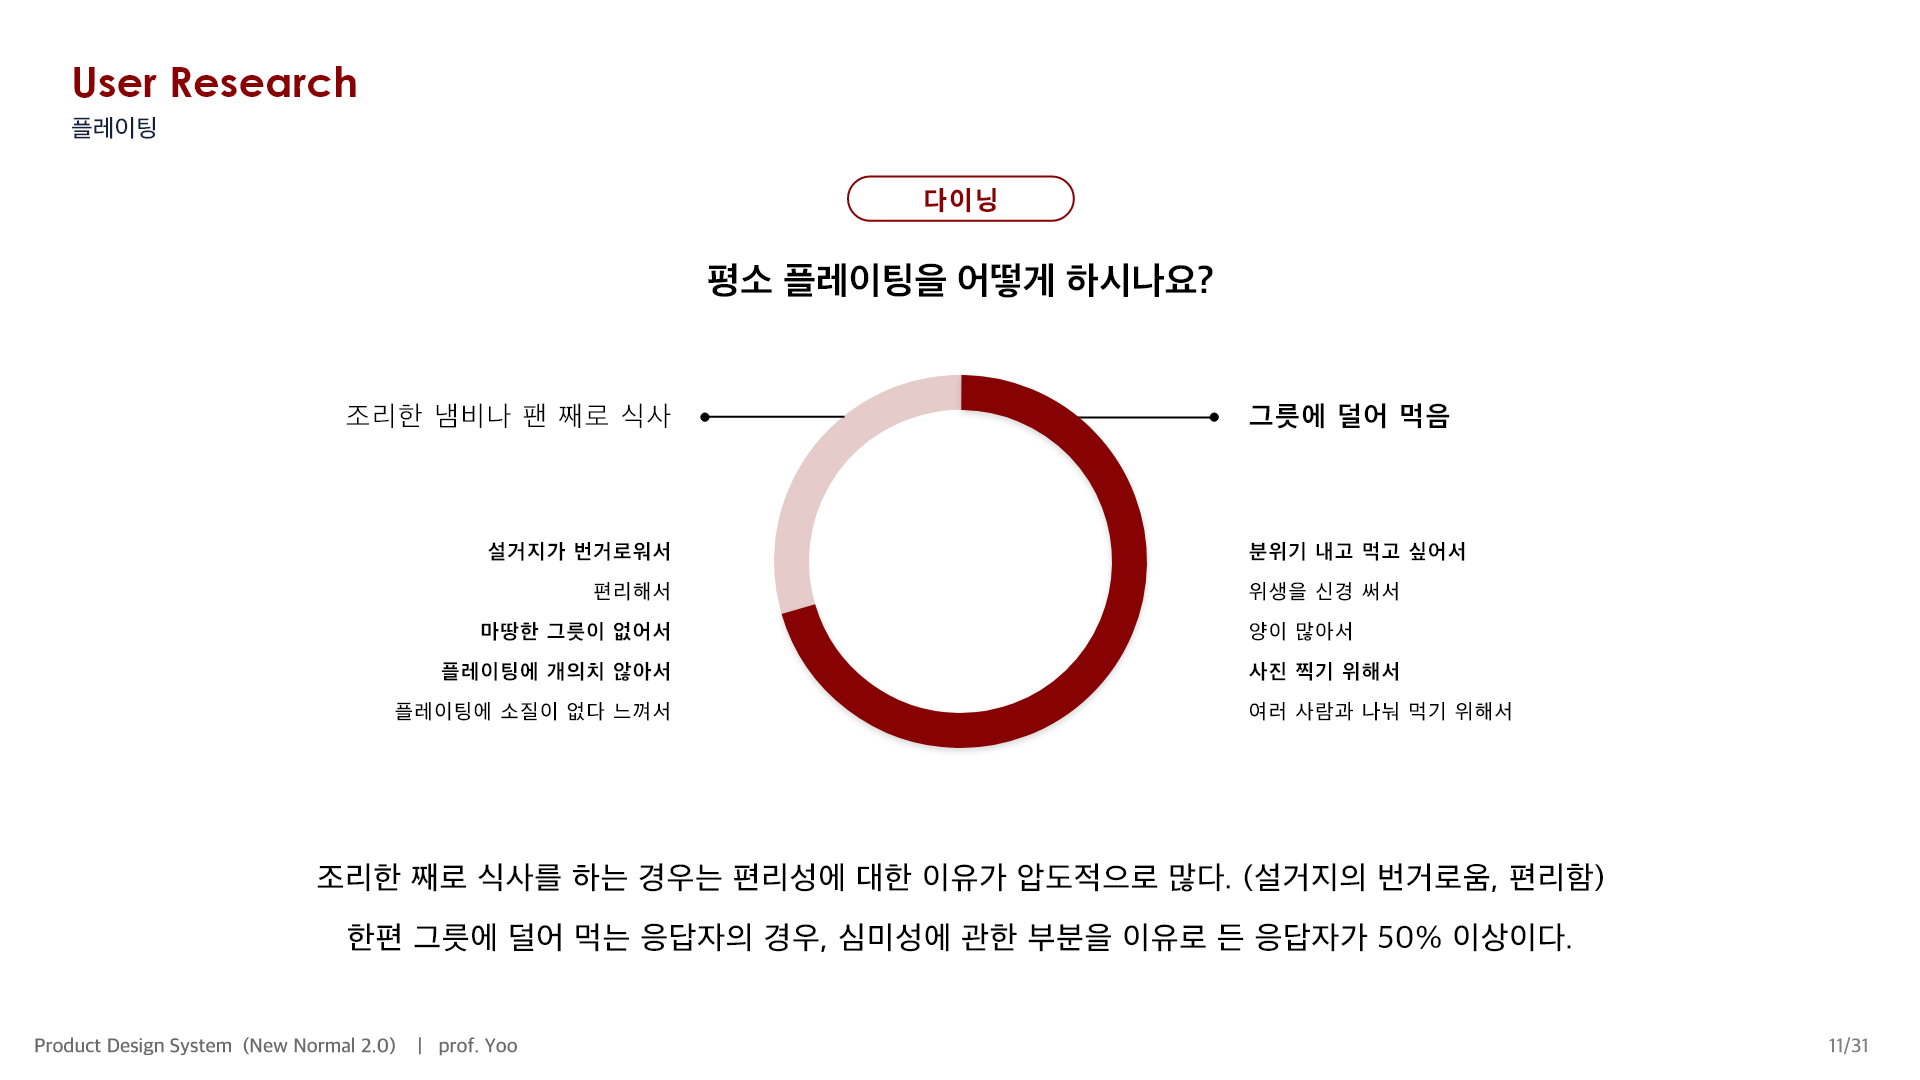 User Research
플레이팅
다이닝
평소 플레이팅을 어떻게 하시나요?
조리한 냄비나 팬 째로 식사
그릇에 덜어 먹음
설거지가 번거로워서
편리해서
마땅한 그릇이 없어서
플레이팅에 개의치 않아서
플레이팅에 소질이 없다 느껴서
분위기 내고 먹고 싶어서
위생을 신경 써서
양이 많아서
사진 찍기 위해서
여러 사람과 나눠 먹기 위해서
조리한 째로 식사를 하는 경우는 편리성에 대한 이유가 압도적으로 많다. (설거지의 번거로움, 편리함)
한편 그릇에 덜어 먹는 응답자의 경우, 심미성에 관한 부분을 이유로 든 응답자가 50% 이상이다.
Product Design System (New Normal 2.0) | prof. Yoo
11/31